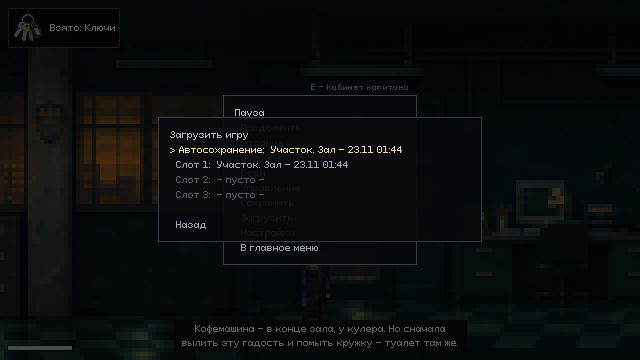 Взято: Ключи
E – Кабинет капитана
Пауза
Загрузить игру
> Автосохранение: Участок. Зал – 23.11 01:44
Слот 1: Участок. Зал – 23.11 01:44
Слот 2: – пусто –
Слот 3: – пусто –
Загрузить
Настройки
Назад
В главное меню
Кофемашина – в конце зала, у кулера. Но сначала
вылить эту гадость и помыть кружку – туалет там же.